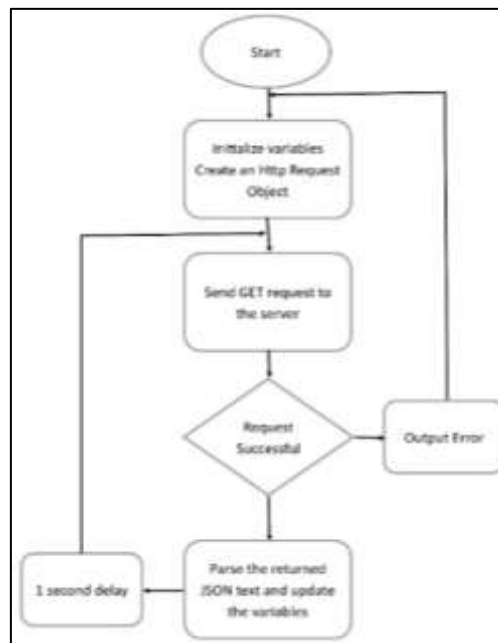 Start
Initialize variables
Create an Http Request
Object
Send GET request to
the server
Request
Successful
Output Error
Parse the returned
JSON text and update
the variables
1 second delay